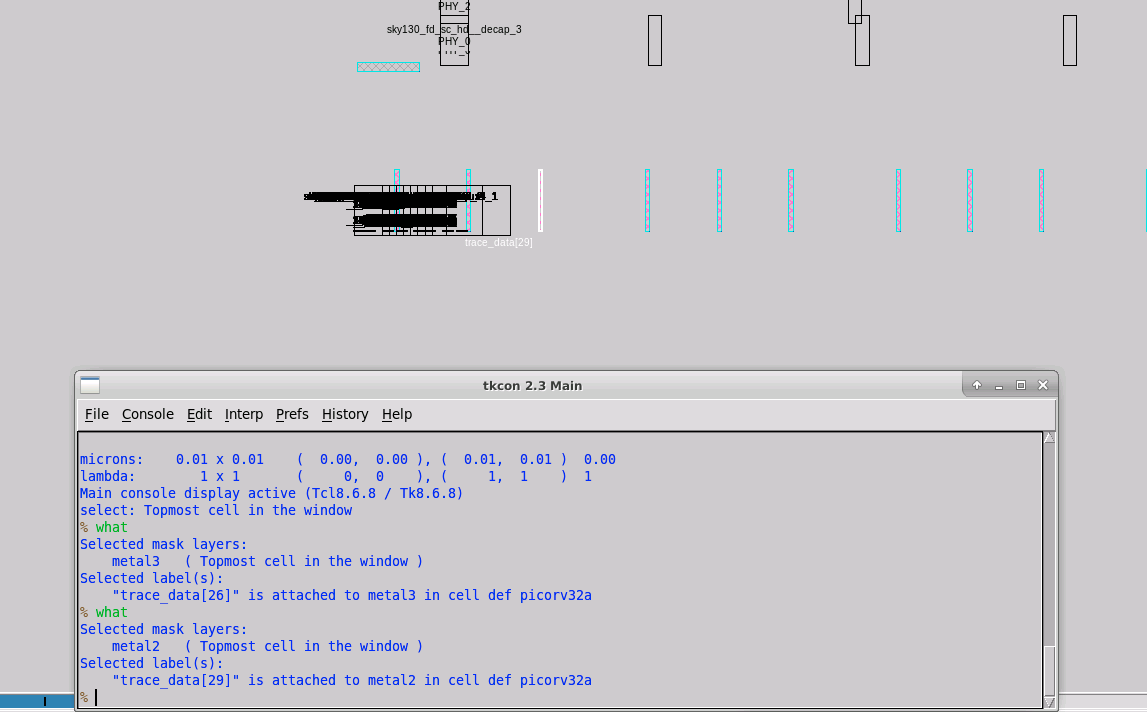 PHY_2
sky130_fd_sc_hd__decap_3
PHY_0
trace_data[29]
tkcon 2.3 Main
File Console Edit Interp Prefs History Help
microns: 0.01 x 0.01 ( 0.00, 0.00 ), ( 0.01, 0.01 ) 0.00
lambda: 1 x 1 ( 0, 0 ), ( 1, 1 ) 1
Main console display active (Tcl8.6.8 / Tk8.6.8)
select: Topmost cell in the window
% what
Selected mask layers:
metal3 ( Topmost cell in the window )
Selected label(s):
"trace_data[26]" is attached to metal3 in cell def picorv32a
% what
Selected mask layers:
metal2 ( Topmost cell in the window )
Selected label(s):
"trace_data[29]" is attached to metal2 in cell def picorv32a
%